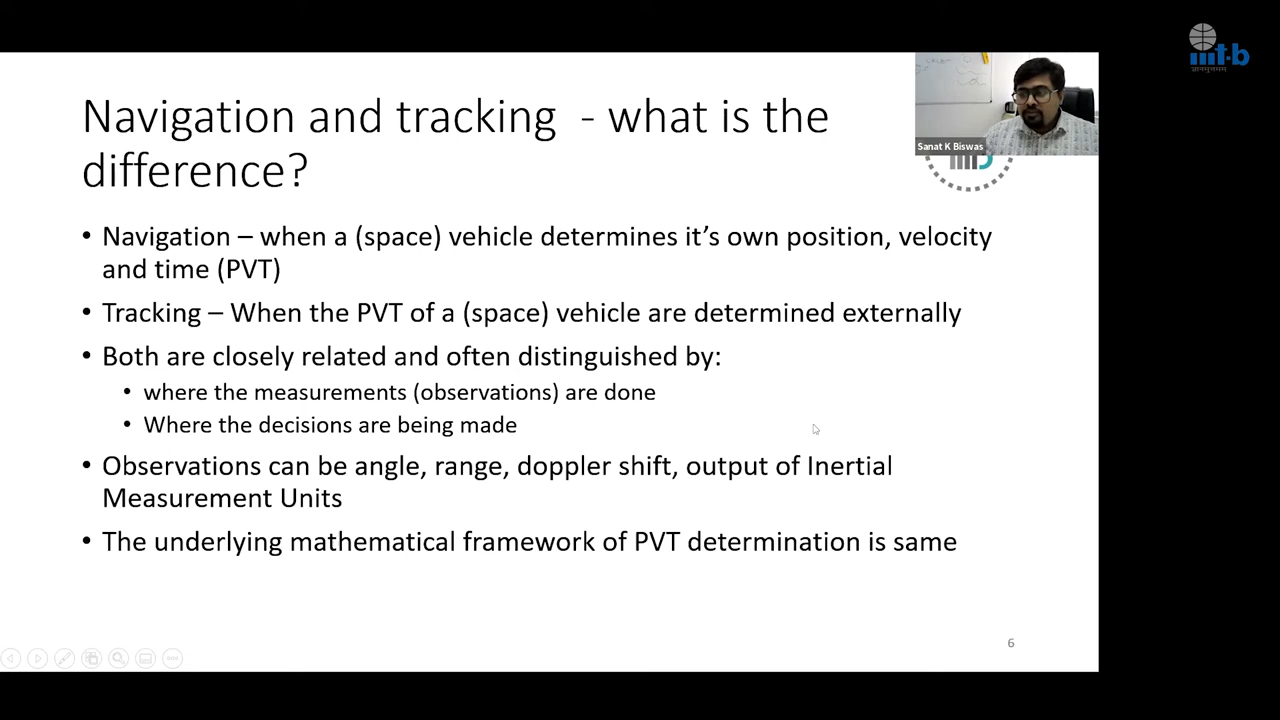 Navigation and tracking - what is the
difference?
Sanat K Biswas
• Navigation – when a (space) vehicle determines it’s own position, velocity
and time (PVT)
• Tracking – When the PVT of a (space) vehicle are determined externally
• Both are closely related and often distinguished by:
• where the measurements (observations) are done
• Where the decisions are being made
• Observations can be angle, range, doppler shift, output of Inertial
Measurement Units
• The underlying mathematical framework of PVT determination is same
6